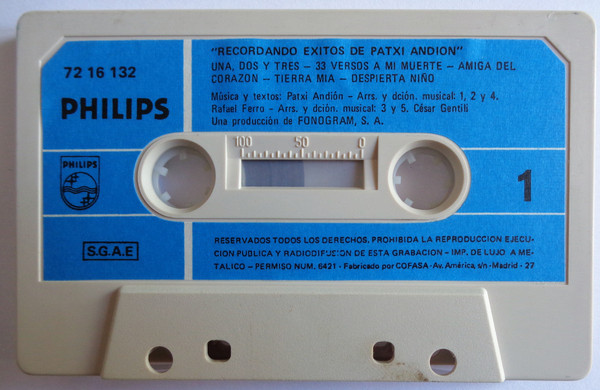 "RECORDANDO EXITOS DE PATXI ANDION"
UNA, DOS Y TRES – 33 VERSOS A MI MUERTE – AMIGA DEL
CORAZON – TIERRA MIA – DESPIERTA NIÑO
72 16 132
PHILIPS
Música y textos: Patxi Andión - Arrs. y dción. musical: 1, 2 y 4.
Rafael Ferro - Arrs. y dción. musical: 3 y 5. César Gentili
Una producción de FONOGRAM, S. A.
100 50 0
PHILIPS
1
S.G.A.E
RESERVADOS TODOS LOS DERECHOS. PROHIBIDA LA REPRODUCCION EJECU-
CION PUBLICA Y RADIODIFUSION DE ESTA GRABACION – IMP. DE LUJO A ME-
TALICO – PERMISO NUM. 6421 - Fabricado por COFASA - Av. América, s/n - Madrid - 27